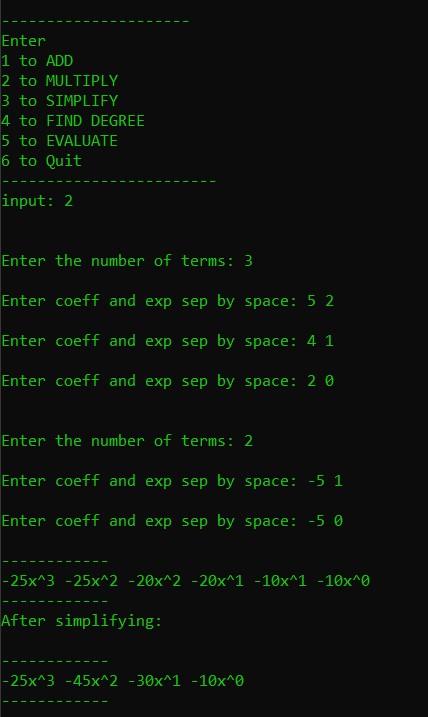 ---------------------
Enter
1 to ADD
2 to MULTIPLY
3 to SIMPLIFY
4 to FIND DEGREE
5 to EVALUATE
6 to Quit
------------------------
input: 2
Enter the number of terms: 3
Enter coeff and exp sep by space: 5 2
Enter coeff and exp sep by space: 4 1
Enter coeff and exp sep by space: 2 0
Enter the number of terms: 2
Enter coeff and exp sep by space: -5 1
Enter coeff and exp sep by space: -5 0
------------
-25x^3 -25x^2 -20x^2 -20x^1 -10x^1 -10x^0
------------
After simplifying:
------------
-25x^3 -45x^2 -30x^1 -10x^0
------------